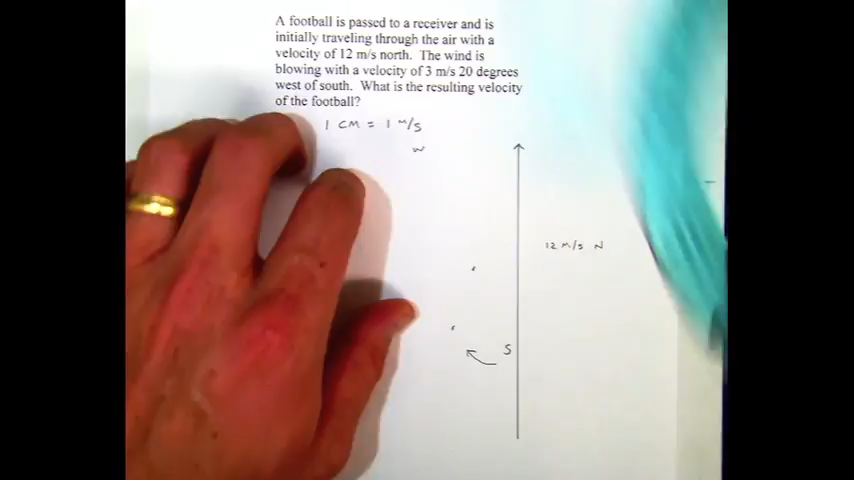 A football is passed to a receiver and is
initially traveling through the air with a
velocity of 12 m/s north. The wind is
blowing with a velocity of 3 m/s 20 degrees
west of south. What is the resulting velocity
of the football?
1 CM = 1 M/S
W
12 M/S N
S